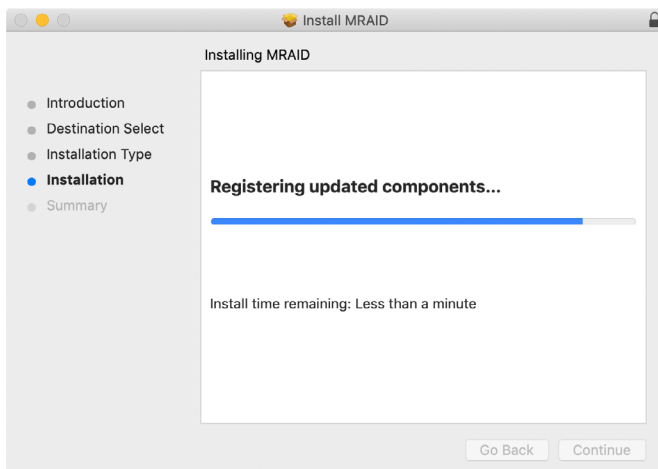 Install MRAID
Installing MRAID
Introduction
Destination Select
Installation Type
Installation
Summary
Registering updated components...
Install time remaining: Less than a minute
Go Back
Continue